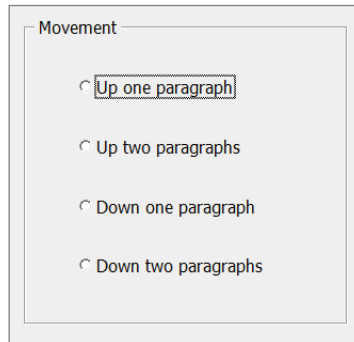 Movement
Up one paragraph
Up two paragraphs
Down one paragraph
Down two paragraphs